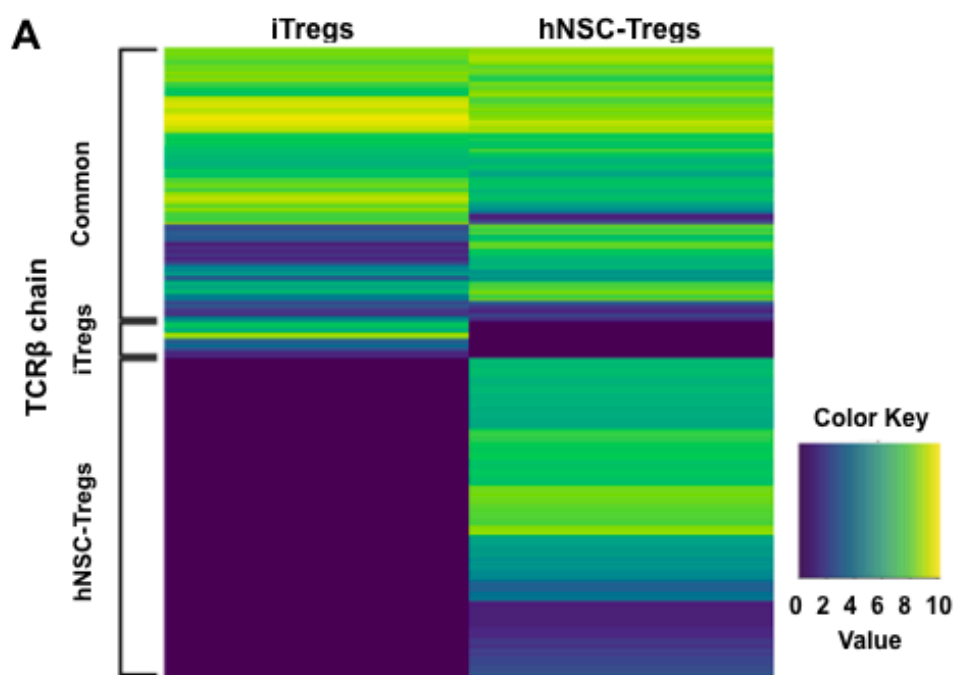 A
iTregs hNSC-Tregs
TCRβ chain
Common
iTregs
hNSC-Tregs
Color Key
0 2 4 6 8 10
Value